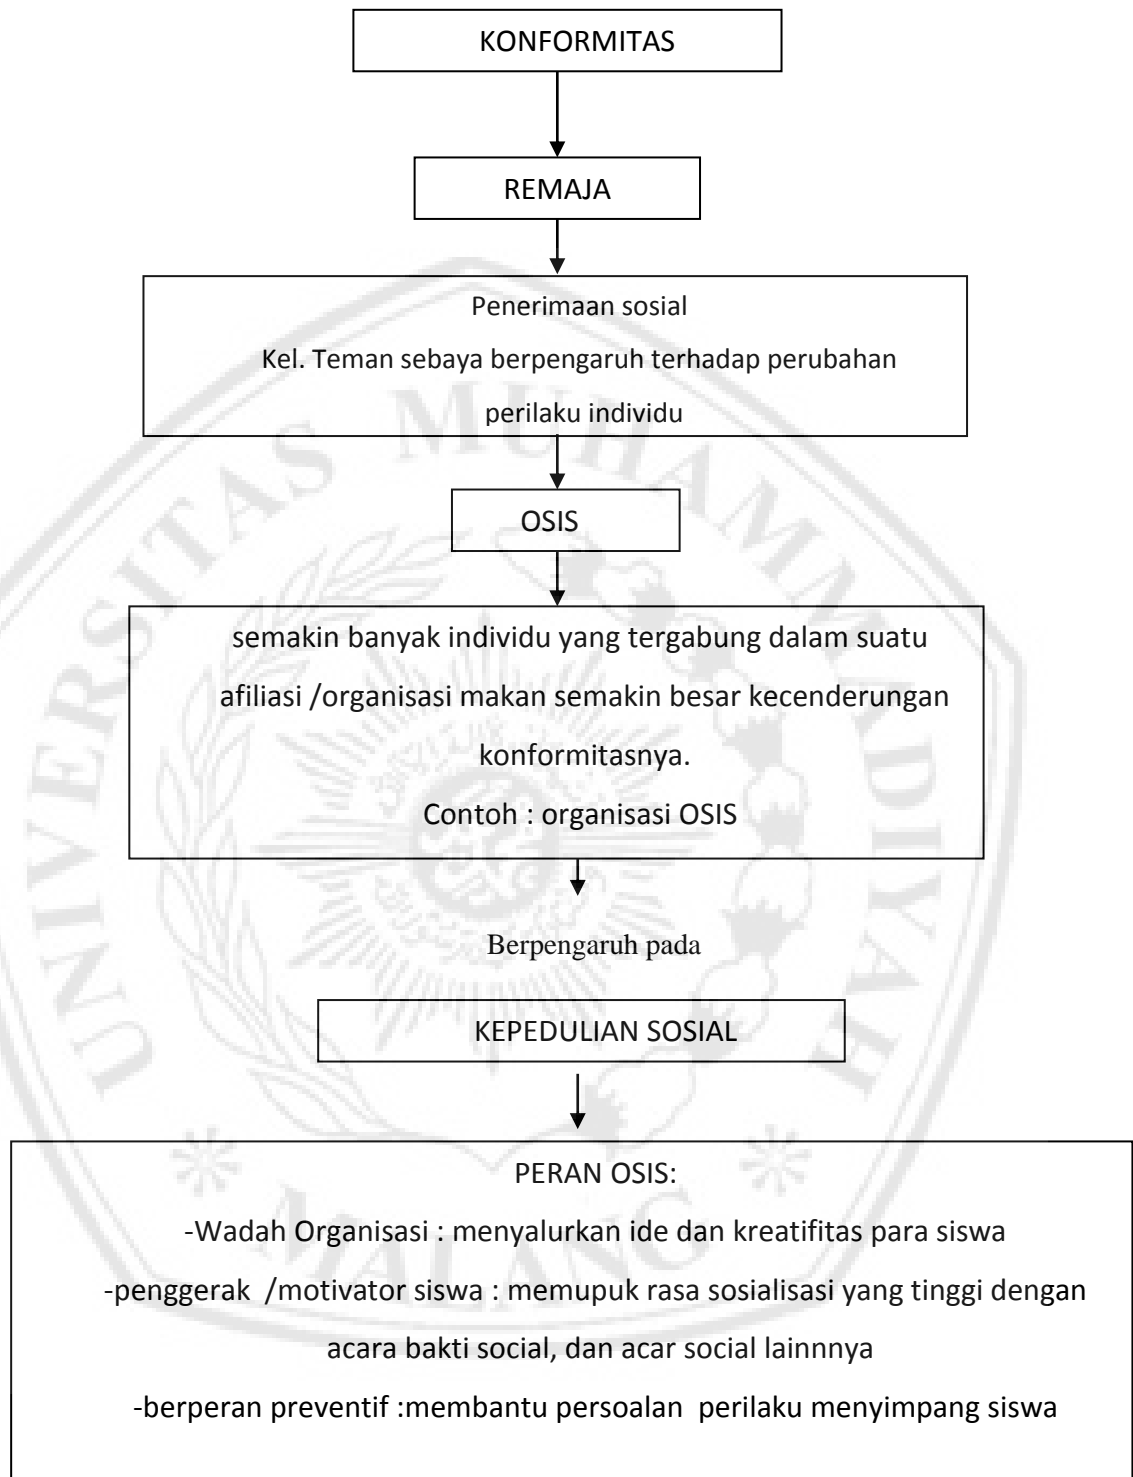 KONFORMITAS
REMAJA
Penerimaan sosial
Kel. Teman sebaya berpengaruh terhadap perubahan
perilaku individu
OSIS
semakin banyak individu yang tergabung dalam suatu
afiliasi /organisasi makan semakin besar kecenderungan
konformitasnya.
Contoh : organisasi OSIS
Berpengaruh pada
KEPEDULIAN SOSIAL
PERAN OSIS:
-Wadah Organisasi : menyalurkan ide dan kreatifitas para siswa
-penggerak /motivator siswa : memupuk rasa sosialisasi yang tinggi dengan
acara bakti social, dan acar social lainnnya
-berperan preventif :membantu persoalan perilaku menyimpang siswa
UNIVERSITAS MUHAMMADIYAH
MALANG